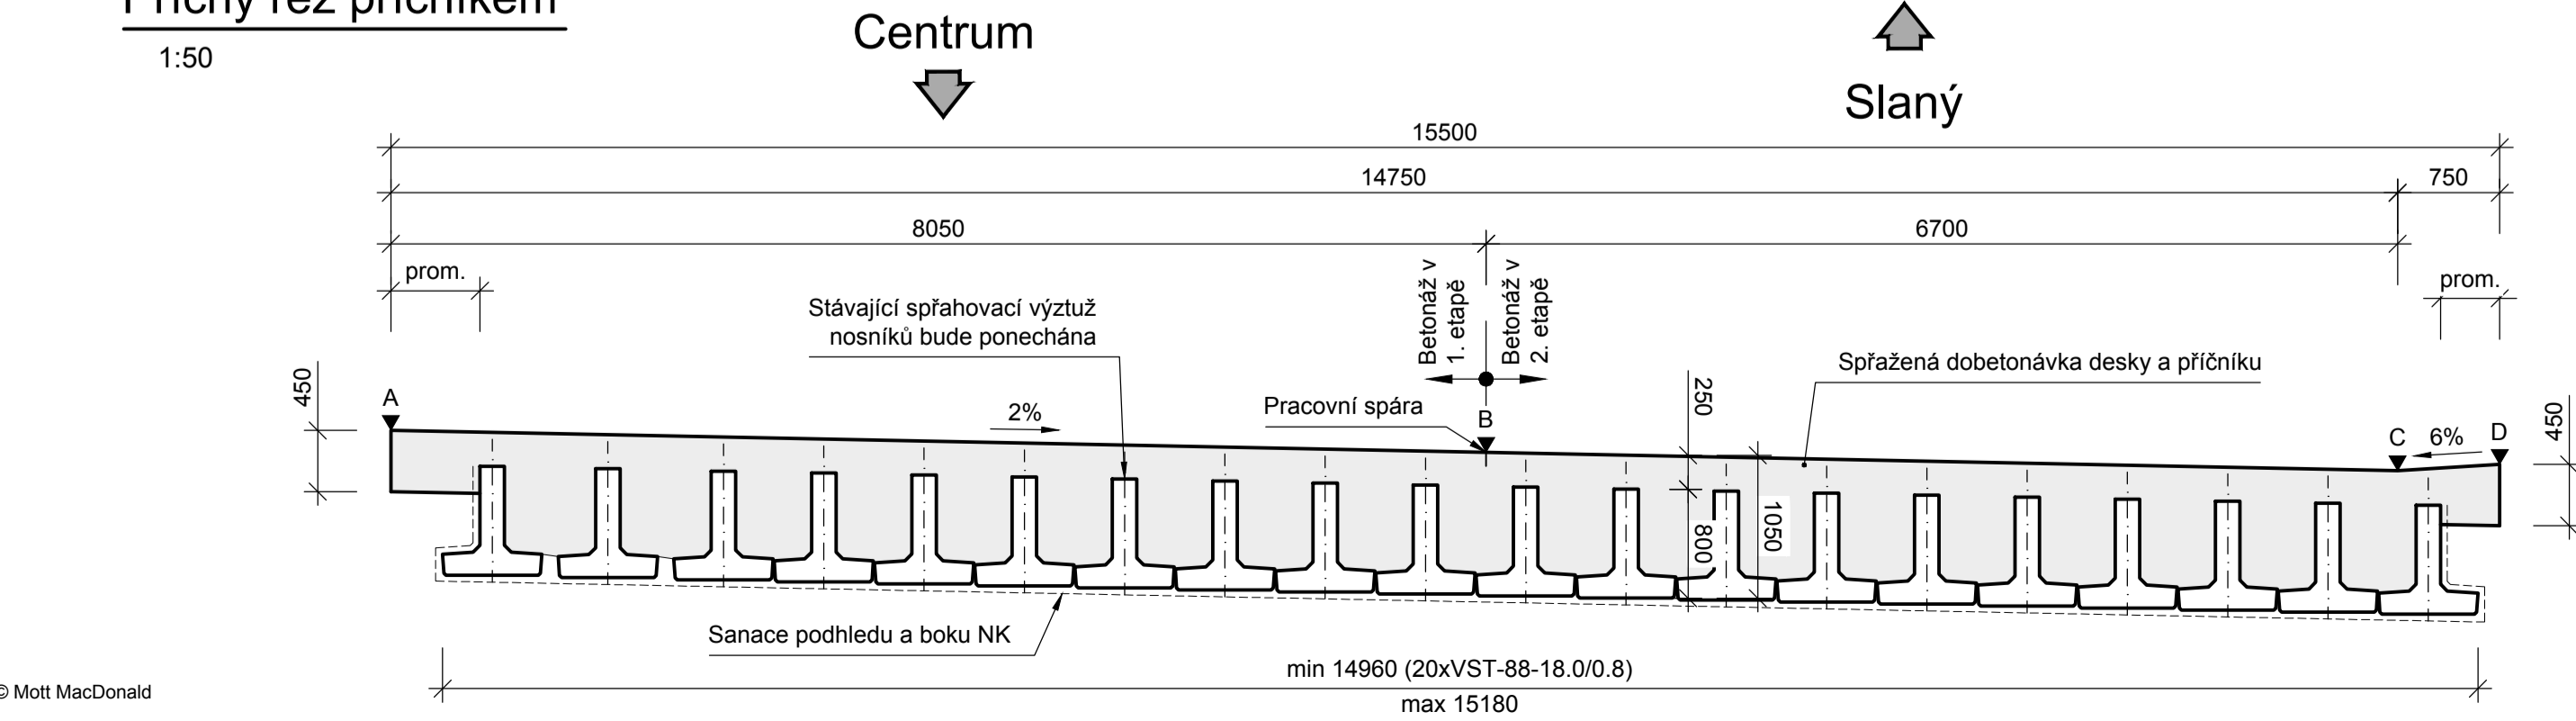 Příčný řez příčníkem
1:50
Centrum
Slaný
15500
14750
750
8050
6700
prom.
prom.
Stávající spřahovací výztuž
nosníků bude ponechána
Betonáž v
1. etapě
Betonáž v
2. etapě
Spřažená dobetonávka desky a příčníku
450
A
2%
Pracovní spára
B
250
C
6%
D
450
800
1050
Sanace podhledu a boku NK
min 14960 (20xVST-88-18.0/0.8)
max 15180
© Mott MacDonald